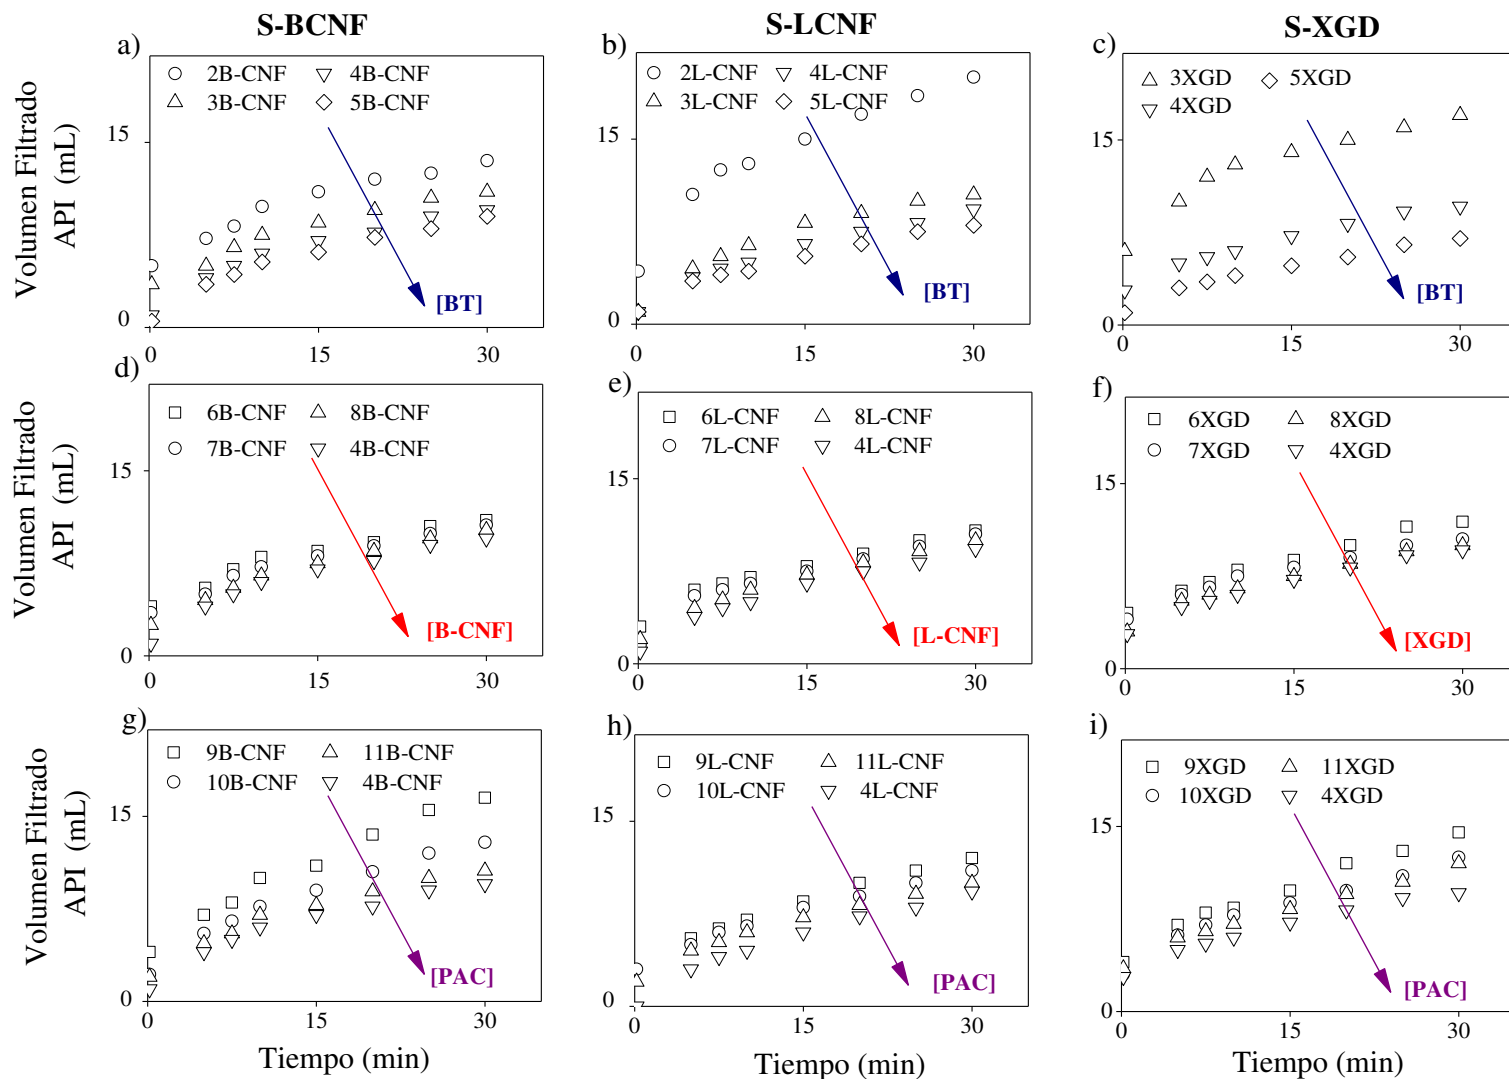 S-BCNF
S-LCNF
S-XGD
a)
2B-CNF 4B-CNF
3B-CNF 5B-CNF
Volumen Filtrado
API (mL)
15
0
[BT]
0 15 30
b)
2L-CNF 4L-CNF
3L-CNF 5L-CNF
15
0
[BT]
0 15 30
c)
3XGD 5XGD
4XGD
15
0
[BT]
0 15 30
d)
6B-CNF 8B-CNF
7B-CNF 4B-CNF
Volumen Filtrado
API (mL)
15
0
[B-CNF]
0 15 30
e)
6L-CNF 8L-CNF
7L-CNF 4L-CNF
15
0
[L-CNF]
0 15 30
f)
6XGD 8XGD
7XGD 4XGD
15
0
[XGD]
0 15 30
g)
9B-CNF 11B-CNF
10B-CNF 4B-CNF
Volumen Filtrado
API (mL)
15
0
[PAC]
0 15 30
Tiempo (min)
h)
9L-CNF 11L-CNF
10L-CNF 4L-CNF
15
0
[PAC]
0 15 30
Tiempo (min)
i)
9XGD 11XGD
10XGD 4XGD
15
0
[PAC]
0 15 30
Tiempo (min)